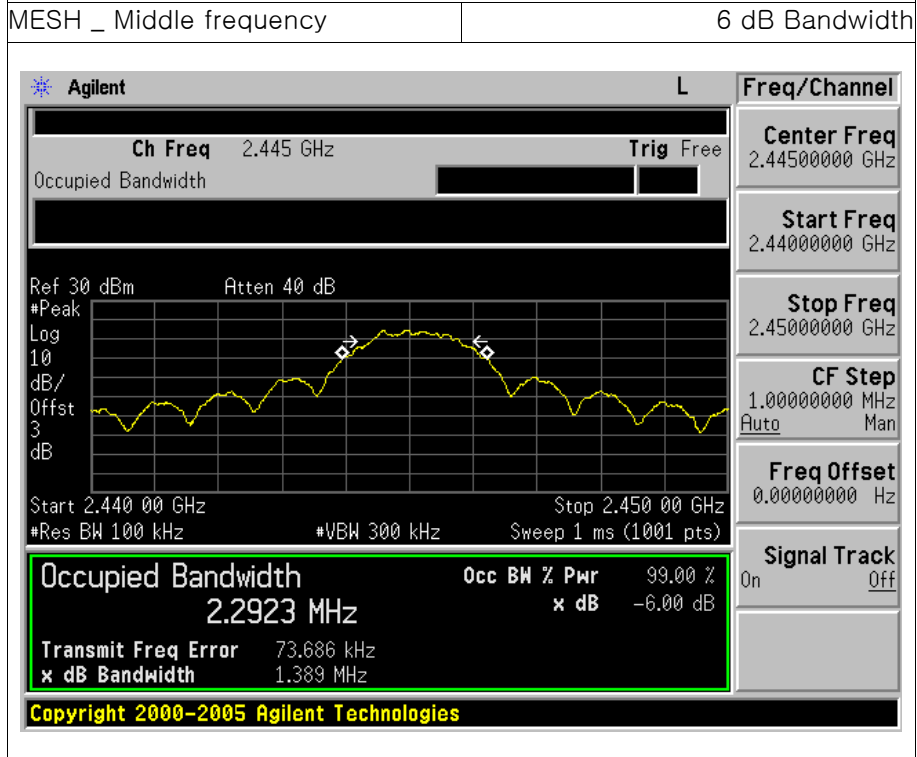 MESH _ Middle frequency
6 dB Bandwidth
Agilent
L
Freq/Channel
Ch Freq 2.445 GHz
Trig Free
Occupied Bandwidth
Center Freq
2.44500000 GHz
Start Freq
2.44000000 GHz
Stop Freq
2.45000000 GHz
CF Step
1.00000000 MHz
Auto Man
Freq Offset
0.00000000 Hz
Signal Track
On Off
Ref 30 dBm
Atten 40 dB
#Peak
Log
10
dB/
Offst
3
dB
Start 2.440 00 GHz
Stop 2.450 00 GHz
#Res BW 100 kHz
#VBW 300 kHz
Sweep 1 ms (1001 pts)
Occupied Bandwidth
2.2923 MHz
Occ BW % Pwr 99.00 %
x dB -6.00 dB
Transmit Freq Error 73.686 kHz
x dB Bandwidth 1.389 MHz
Copyright 2000-2005 Agilent Technologies